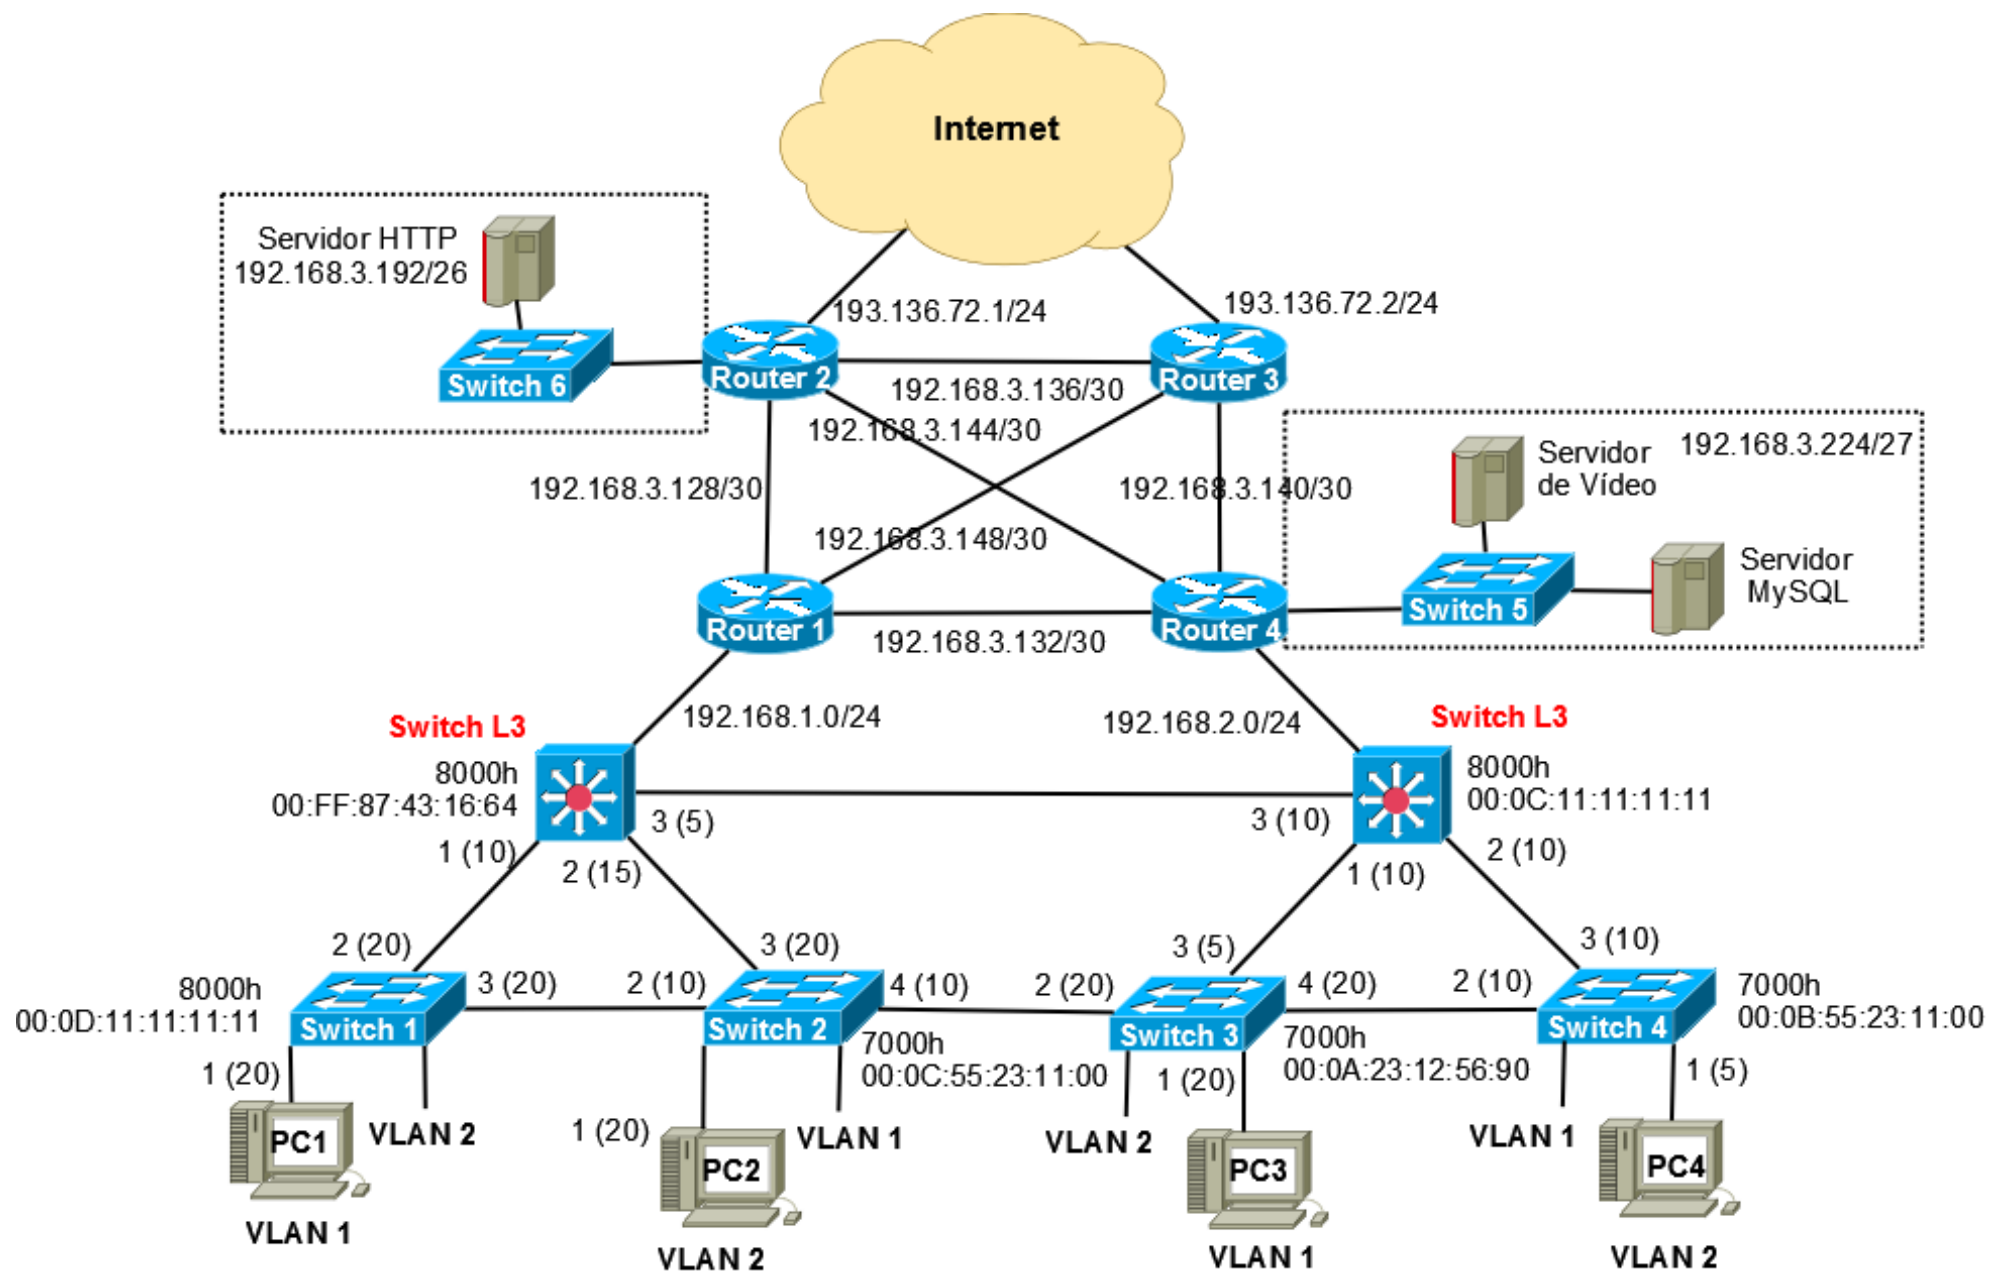 Internet
Servidor HTTP
192.168.3.192/26
193.136.72.1/24
193.136.72.2/24
Switch 6
Router 2
Router 3
192.168.3.136/30
192.168.3.144/30
192.168.3.128/30
192.168.3.140/30
192.168.3.148/30
192.168.3.224/27
Servidor
de Vídeo
Servidor
MySQL
Switch 5
Router 1
Router 4
192.168.3.132/30
192.168.1.0/24
192.168.2.0/24
Switch L3
8000h
00:FF:87:43:16:64
1 (10)
2 (15)
3 (5)
Switch L3
8000h
00:0C:11:11:11:11
3 (10)
1 (10)
2 (10)
2 (20)
3 (20)
8000h
00:0D:11:11:11:11
Switch 1
1 (20)
PC1
VLAN 1
VLAN 2
3 (20)
2 (10)
4 (10)
Switch 2
7000h
00:0C:55:23:11:00
1 (20)
PC2
VLAN 2
VLAN 1
3 (5)
2 (20)
4 (20)
Switch 3
7000h
00:0A:23:12:56:90
1 (20)
VLAN 2
PC3
VLAN 1
3 (10)
2 (10)
Switch 4
7000h
00:0B:55:23:11:00
1 (5)
VLAN 1
PC4
VLAN 2